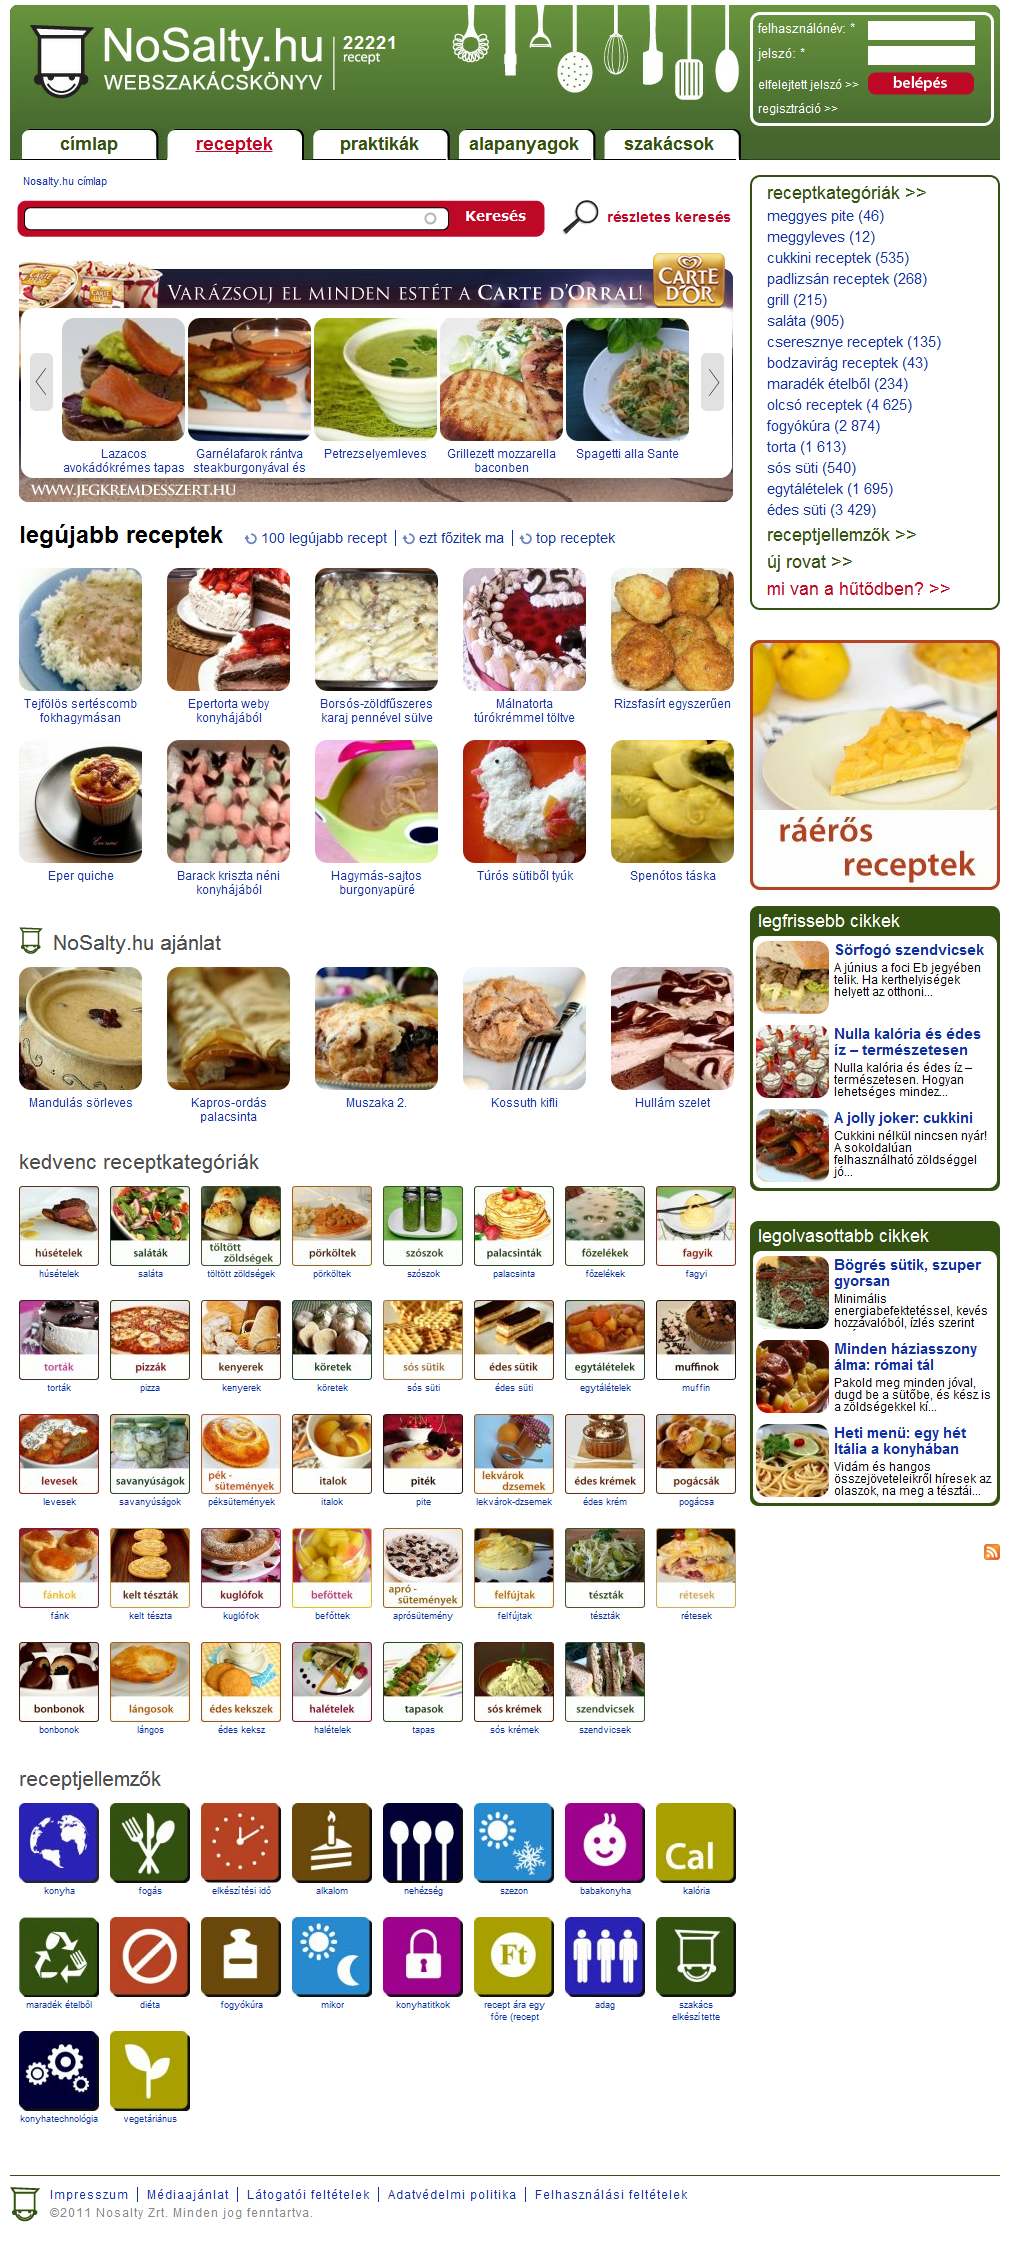 NoSalty.hu
WEBSZAKÁCSKÖNYV
22221
recept
felhasználónév: *
jelszó: *
elfelejtett jelszó >>
belépés
regisztráció >>
címlap
receptek
praktikák
alapanyagok
szakácsok
Nosalty.hu címlap
Keresés
részletes keresés
VARÁZSOLJ EL MINDEN ESTÉT A CARTE D'ORRAL!
CARTE
D'OR
Lazacos
avokádókrémes tapas
Garnélafarok rántva
steakburgonyával és
Petrezselyemleves
Grillezett mozzarella
baconben
Spagetti alla Sante
WWW.JEGKREMDESSZERT.HU
legújabb receptek
100 legújabb recept
ezt főzitek ma
top receptek
Tejfölös sertéscomb
fokhagymásan
Epertorta weby
konyhájából
Borsós-zöldfűszeres
karaj pennével sülve
Málnatorta
túrókrémmel töltve
Rizsfasírt egyszerűen
Eper quiche
Barack kriszta néni
konyhájából
Hagymás-sajtos
burgonyapüré
Túrós sütiből tyúk
Spenótos táska
NoSalty.hu ajánlat
Mandulás sörleves
Kapros-ordás
palacsinta
Muszaka 2.
Kossuth kifli
Hullám szelet
kedvenc receptkategóriák
húsételek
saláták
töltött
zöldségek
pörköltek
szószok
palacsinták
főzelékek
fagyik
húsételek
saláta
töltött zöldségek
pörköltek
szószok
palacsinta
főzelékek
fagyi
torták
pizzák
kenyerek
köretek
sós sütik
édes sütik
egytálételek
muffinok
torták
pizza
kenyerek
köretek
sós süti
édes süti
egytálételek
muffin
levesek
savanyúságok
pék -
sütemények
italok
piték
lekvárok
dzsemek
édes krémek
pogácsák
levesek
savanyúságok
péksütemények
italok
pite
lekvárok-dzsemek
édes krém
pogácsa
fánkok
kelt tészták
kuglófok
befőttek
apró -
sütemények
felfújtak
tészták
rétesek
fánk
kelt tészta
kuglófok
befőttek
aprósütemény
felfújtak
tészták
rétesek
bonbonok
lángosok
édes kekszek
halételek
tapasok
sós krémek
szendvicsek
bonbonok
lángos
édes keksz
halételek
tapas
sós krémek
szendvicsek
receptjellemzők
Cal
konyha
fogás
elkészítési idő
alkalom
nehézség
szezon
babakonyha
kalória
Ft
maradék ételből
diéta
fogyókúra
mikor
konyhatitkok
recept ára egy
főre (recept
adag
szakács
elkészítette
konyhatechnológia
vegetáriánus
receptkategóriák >>
meggyes pite (46)
meggyleves (12)
cukkini receptek (535)
padlizsán receptek (268)
grill (215)
saláta (905)
cseresznye receptek (135)
bodzavirág receptek (43)
maradék ételből (234)
olcsó receptek (4 625)
fogyókúra (2 874)
torta (1 613)
sós süti (540)
egytálételek (1 695)
édes süti (3 429)
receptjellemzők >>
új rovat >>
mi van a hűtődben? >>
ráérős
receptek
legfrissebb cikkek
Sörfogó szendvicsek
A június a foci Eb jegyében
telik. Ha kerthelyiségek
helyett az otthoni...
Nulla kalória és édes
íz – természetesen
Nulla kalória és édes íz –
természetesen. Hogyan
lehetséges mindez...
A jolly joker: cukkini
Cukkini nélkül nincsen nyár!
A sokoldalúan
felhasználható zöldséggel
jó...
legolvasottabb cikkek
Bögrés sütik, szuper
gyorsan
Minimális
energiabefektetéssel, kevés
hozzávalóból, ízlés szerint
Minden háziasszony
álma: római tál
Pakold meg minden jóval,
dugd be a sütőbe, és kész is
a zöldségekkel kí...
Heti menü: egy hét
Itália a konyhában
Vidám és hangos
összejöveteleikről híresek az
olaszok, na meg a tésztái...
Impresszum
Médiaajánlat
Látogatói feltételek
Adatvédelmi politika
Felhasználási feltételek
©2011 Nosalty Zrt. Minden jog fenntartva.